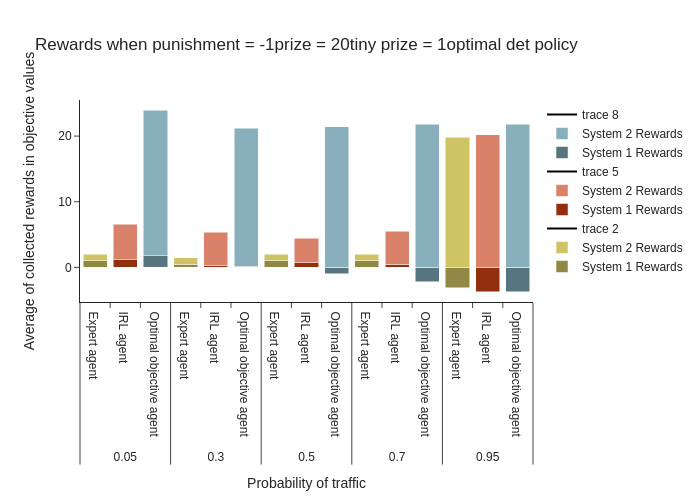 Rewards when punishment = -1prize = 20tiny prize = 1optimal det policy
Average of collected rewards in objective values
20
10
0
trace 8
System 2 Rewards
System 1 Rewards
trace 5
System 2 Rewards
System 1 Rewards
trace 2
System 2 Rewards
System 1 Rewards
Expert agent
IRL agent
Optimal objective agent
Expert agent
IRL agent
Optimal objective agent
Expert agent
IRL agent
Optimal objective agent
Expert agent
IRL agent
Optimal objective agent
Expert agent
IRL agent
Optimal objective agent
0.05
0.3
0.5
0.7
0.95
Probability of traffic